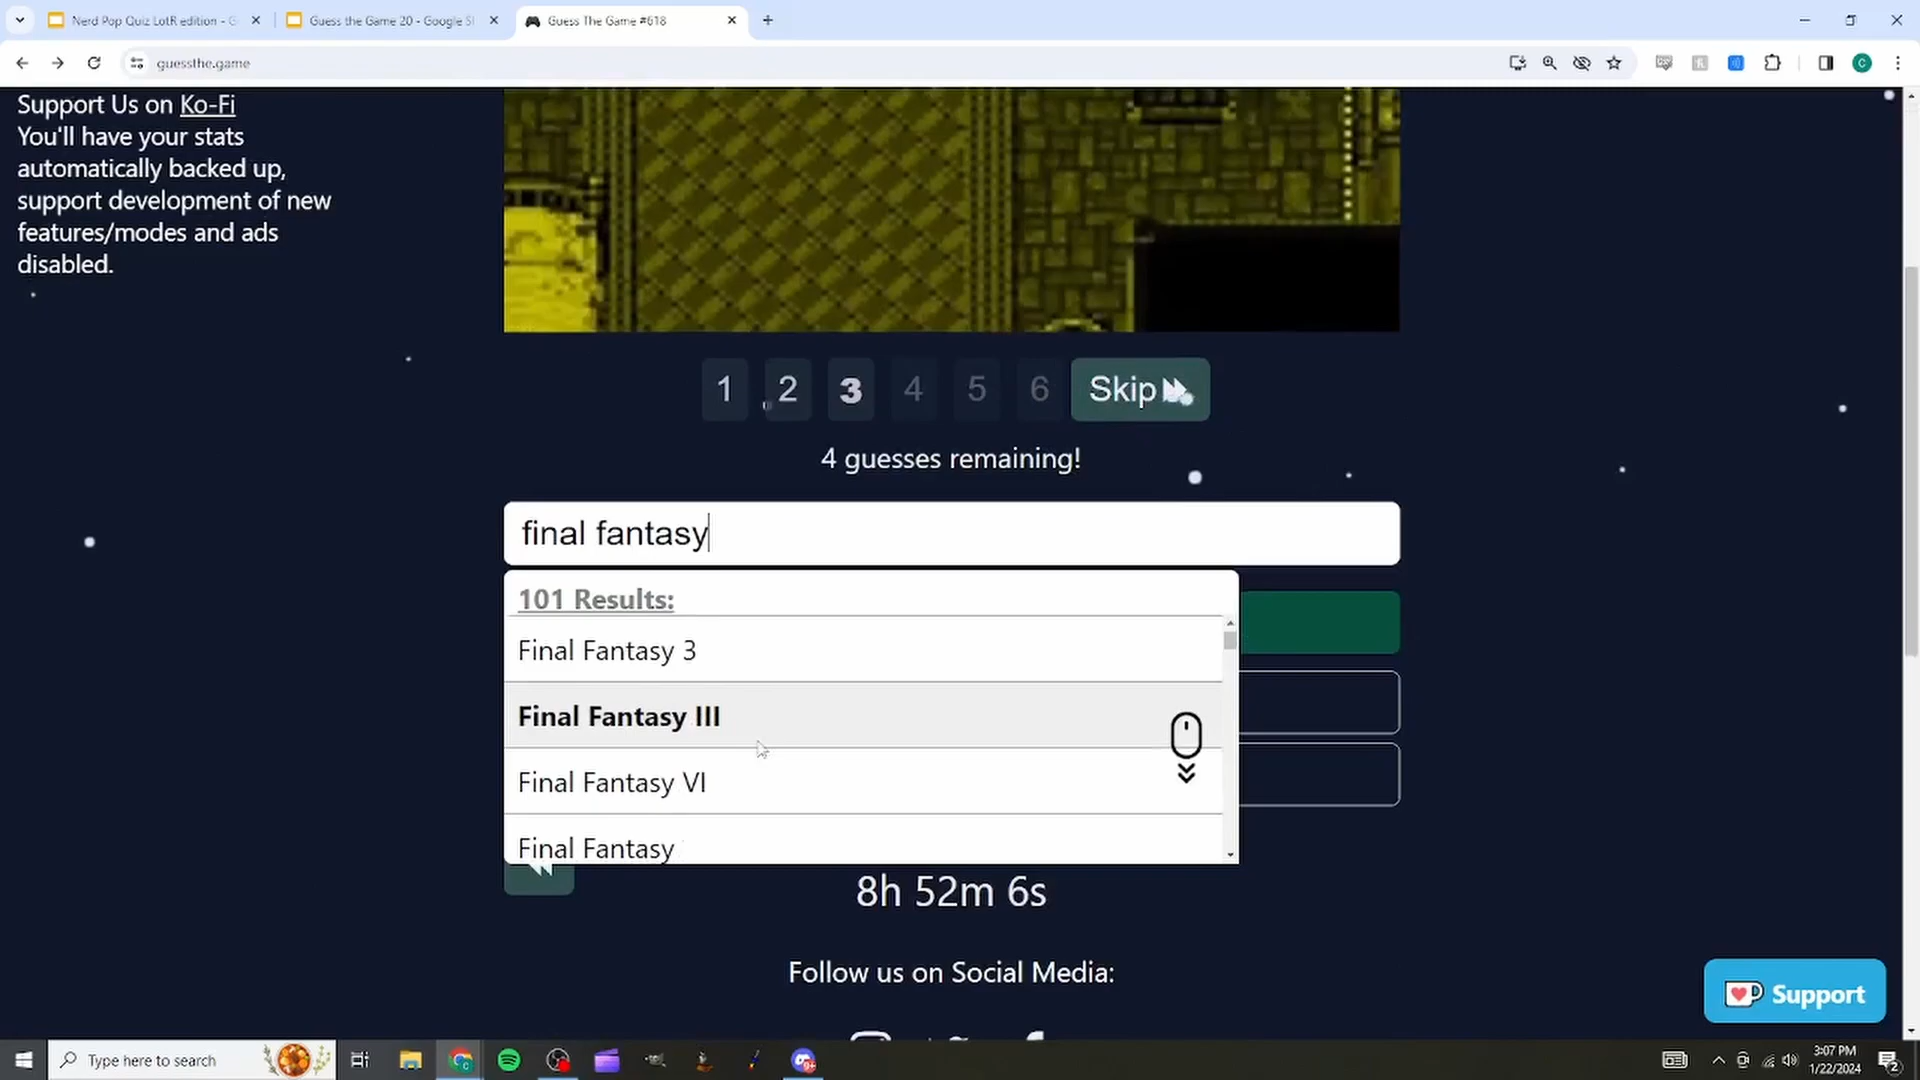 Nerd Pop Quiz LotR edition - G
Guess the Game 20 - Google Sl
Guess The Game #618
guessthe.game
Support Us on Ko-Fi
You'll have your stats
automatically backed up,
support development of new
features/modes and ads
disabled.
1 2 3 4 5 6 Skip
4 guesses remaining!
final fantasy
101 Results:
Final Fantasy 3
Final Fantasy III
Final Fantasy VI
Final Fantasy
8h 52m 6s
Follow us on Social Media:
Support
Type here to search
3:07 PM
1/22/2024